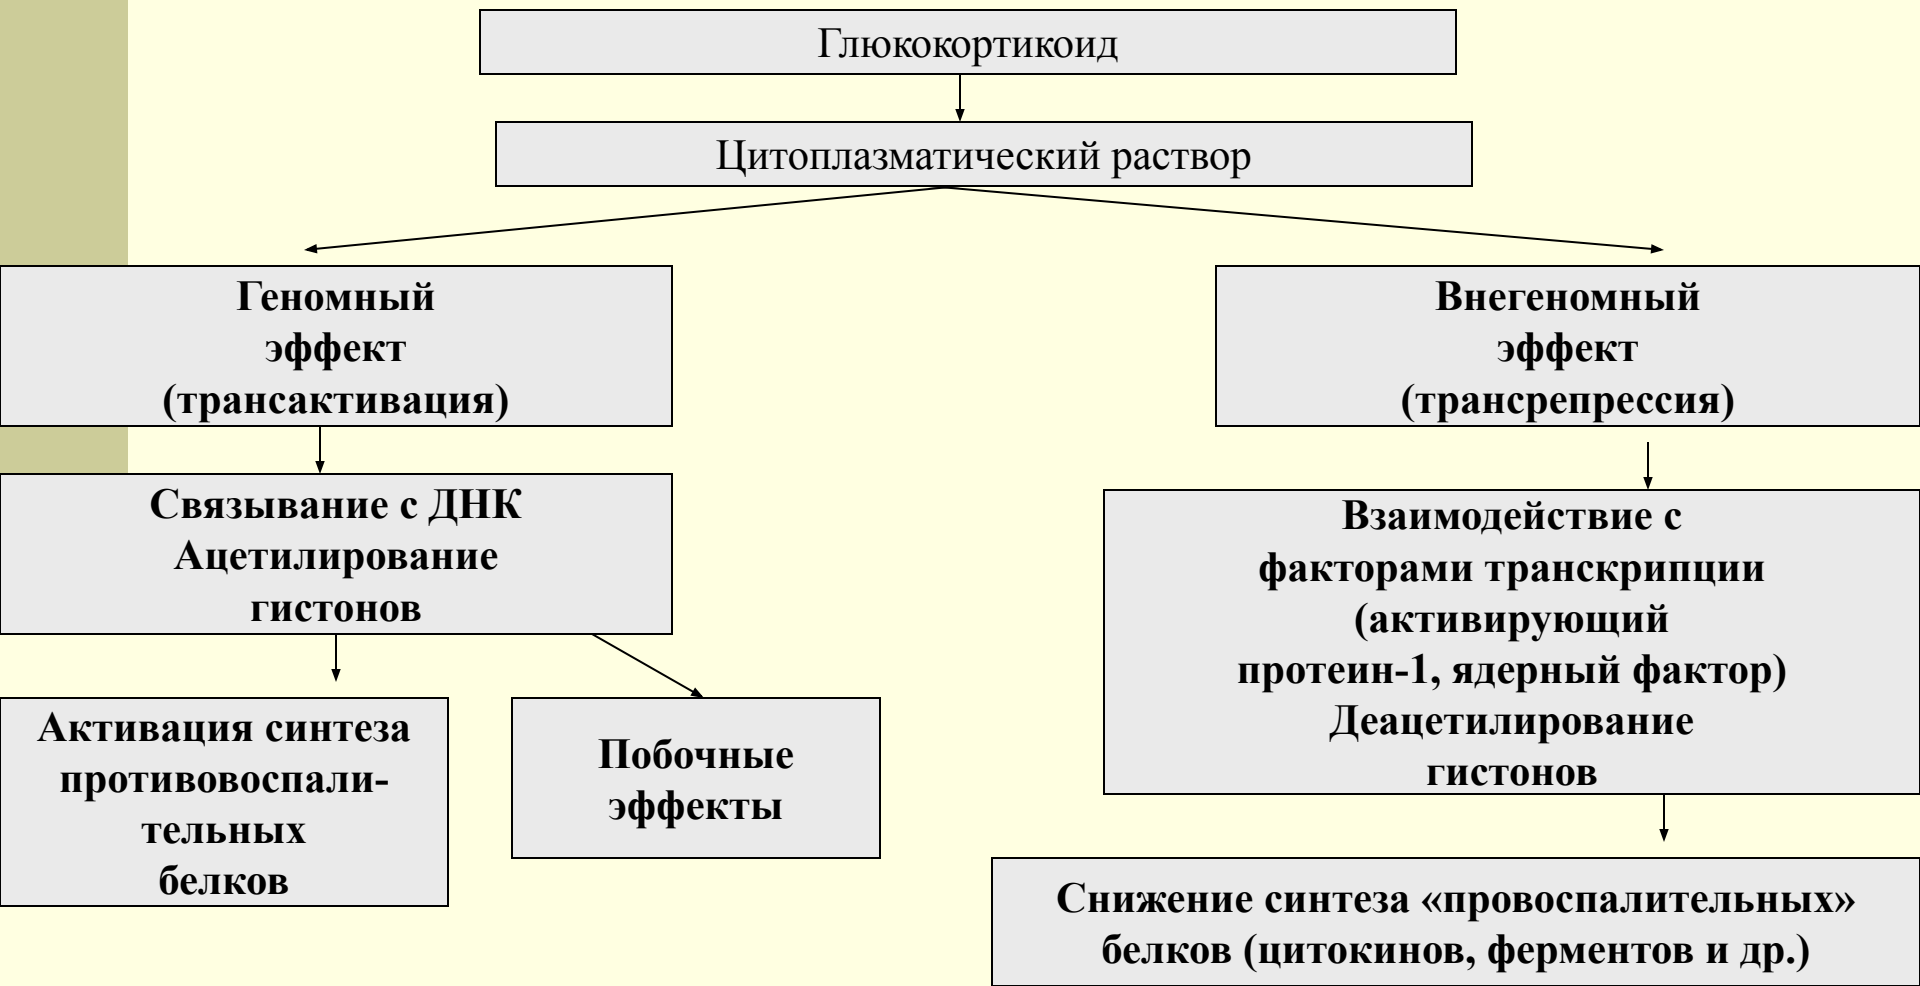 Глюкокортикоид
Цитоплазматический раствор
Геномный
эффект
(трансактивация)
Внегеномный
эффект
(трансрепрессия)
Связывание с ДНК
Ацетилирование
гистонов
Взаимодействие с
факторами транскрипции
(активирующий
протеин-1, ядерный фактор)
Деацетилирование
гистонов
Активация синтеза
противовоспали-
тельных
белков
Побочные
эффекты
Снижение синтеза «провоспалительных»
белков (цитокинов, ферментов и др.)